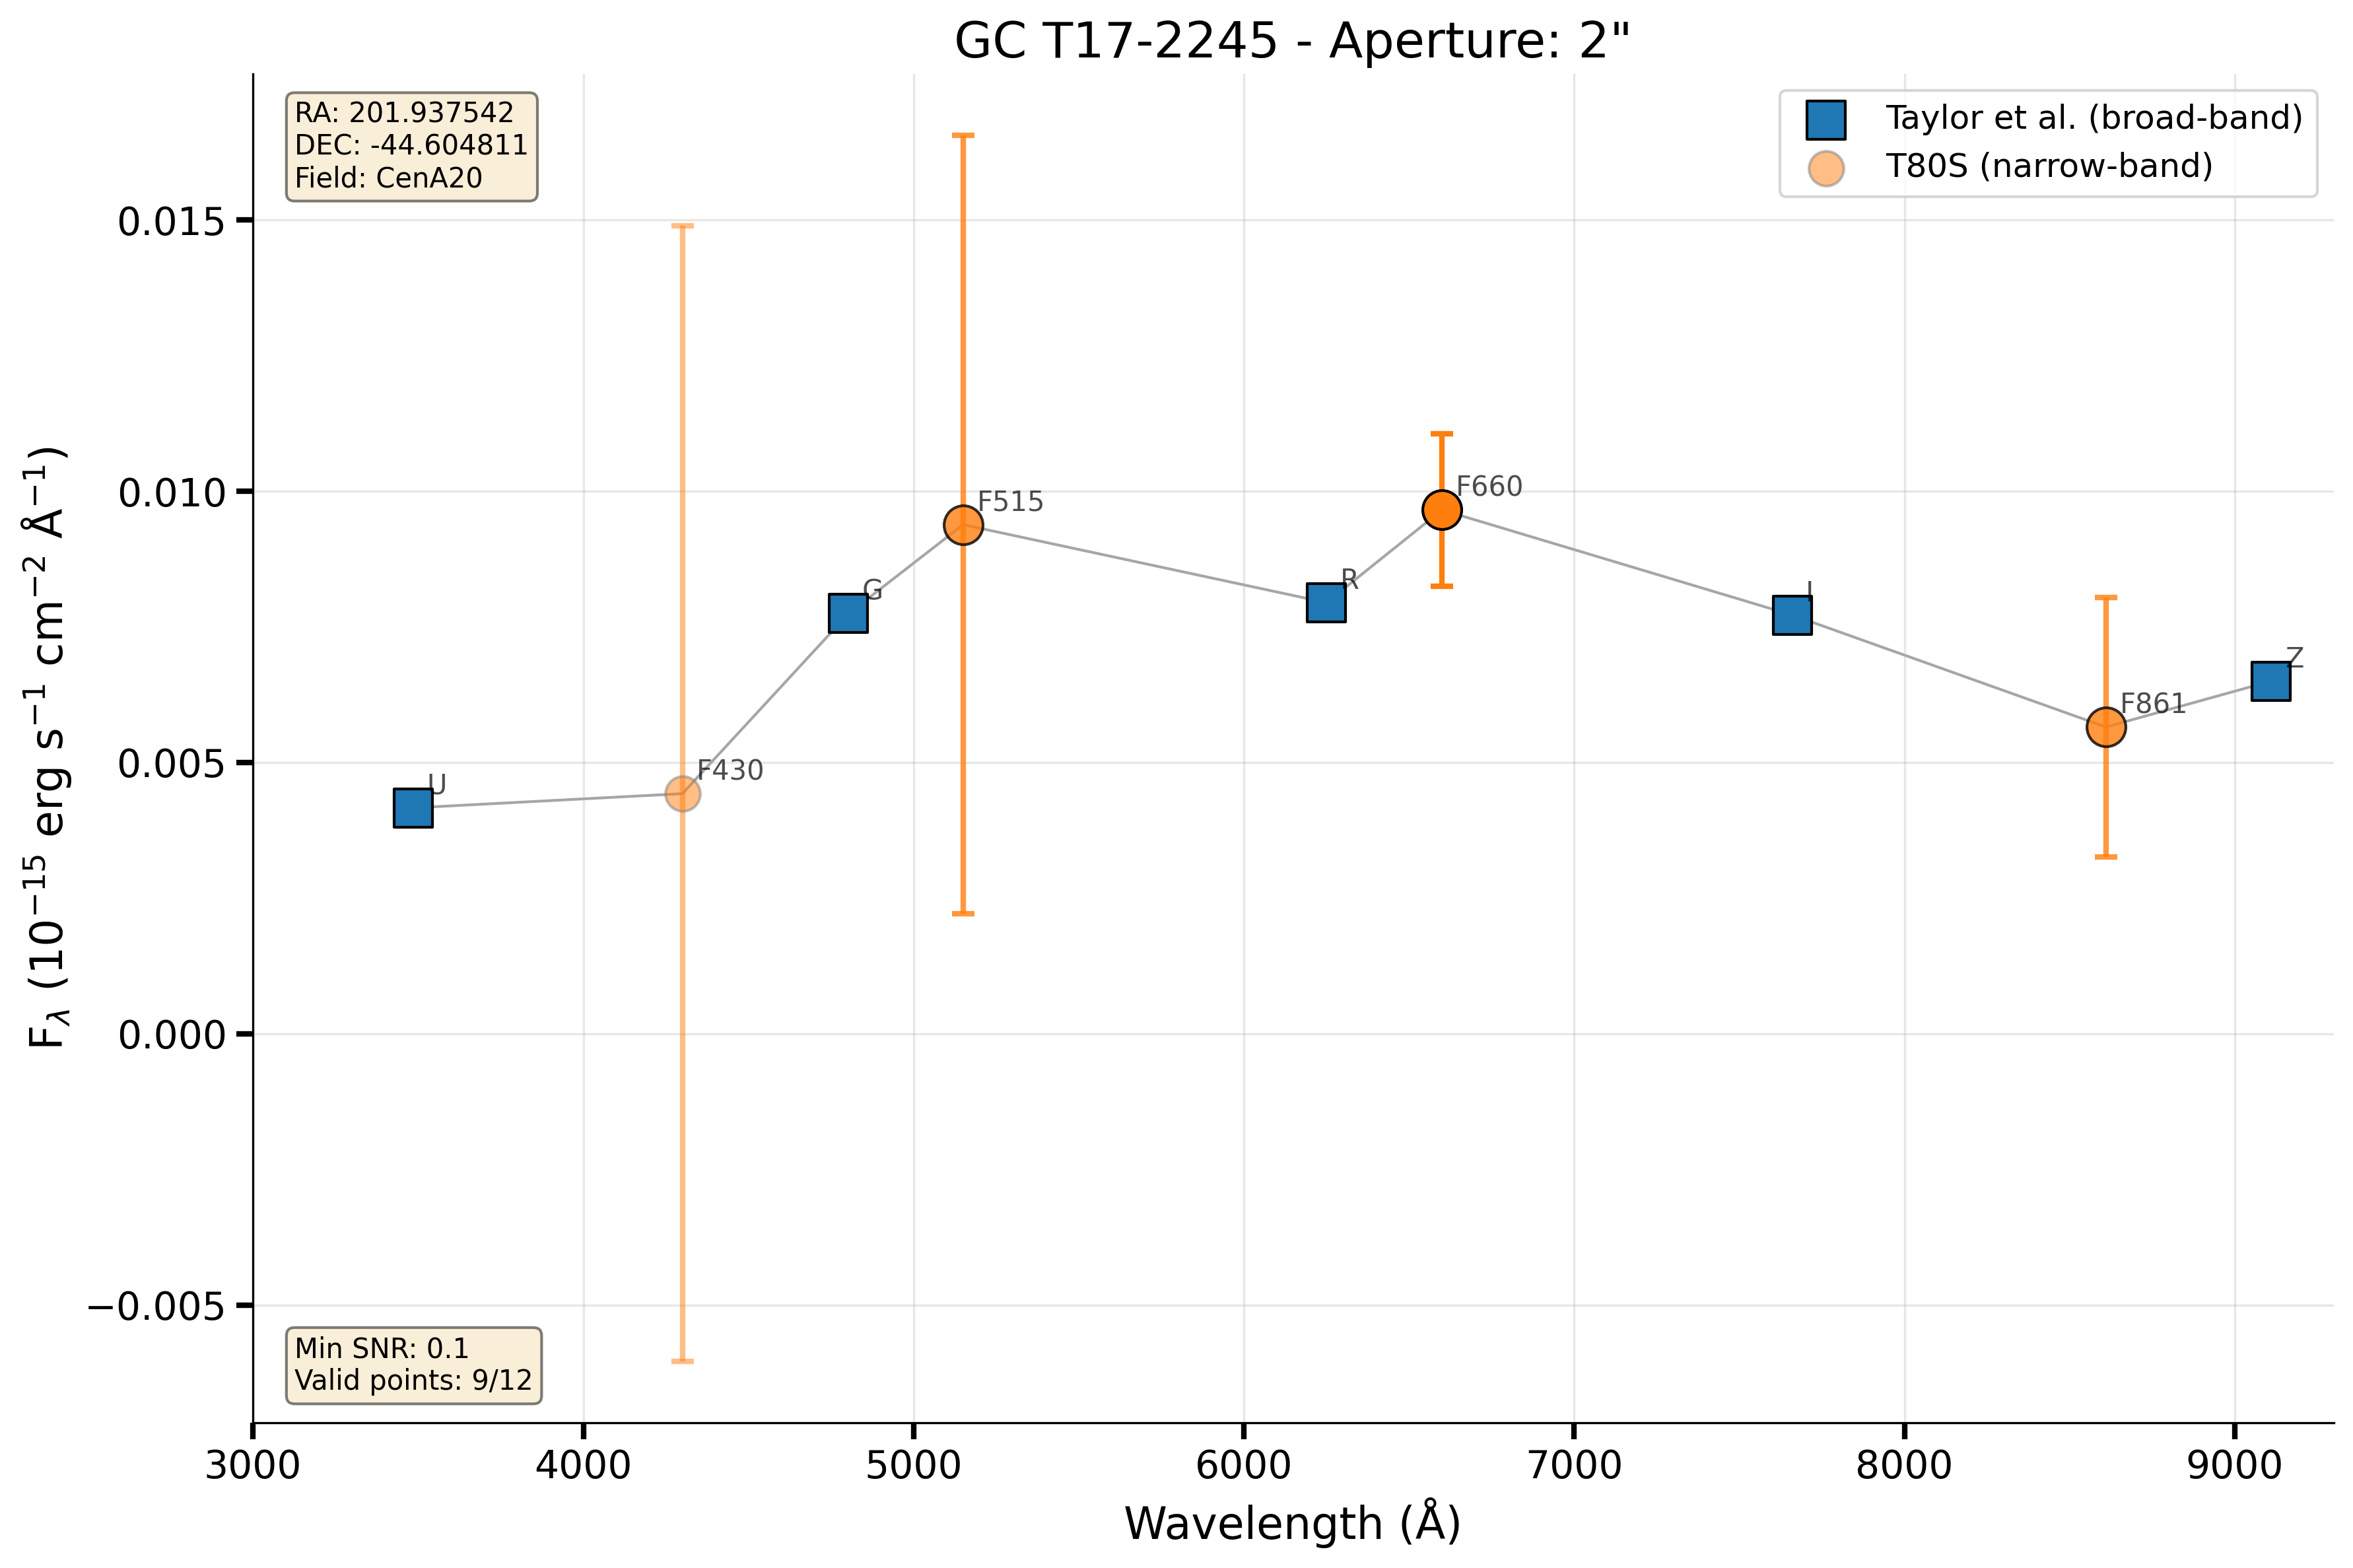 GC T17-2245 - Aperture: 2"
RA: 201.937542
DEC: -44.604811
Field: CenA20
Taylor et al. (broad-band)
T80S (narrow-band)
0.015
0.010
0.005
0.000
−0.005
F𝜆 (10⁻¹⁵ erg s⁻¹ cm⁻² Å⁻¹)
U
F430
G
F515
R
F660
I
F861
Z
Min SNR: 0.1
Valid points: 9/12
3000 4000 5000 6000 7000 8000 9000
Wavelength (Å)